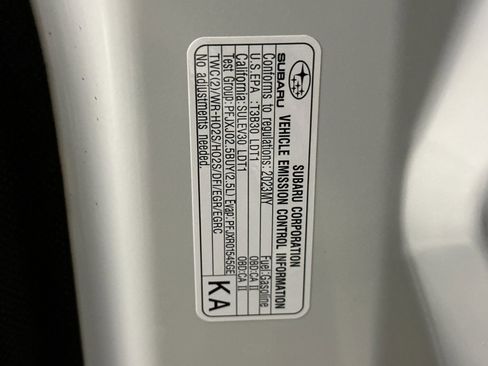 SUBARU
SUBARU CORPORATION
VEHICLE EMISSION CONTROL INFORMATION
Conforms to regulations: 2023MY Fuel:Gasoline
U.S.EPA :T3B30 LDT1 OBD:CA II
California:SULEV30 LDT1 OBD:CA II
Test Group:PFJXJ02.5BUY(2.5L) Evap:PFJXR01545GE
TWC(2)/WR-HO2S/HO2S/DFI/EGR/EGRC
No adjustments needed.
KA